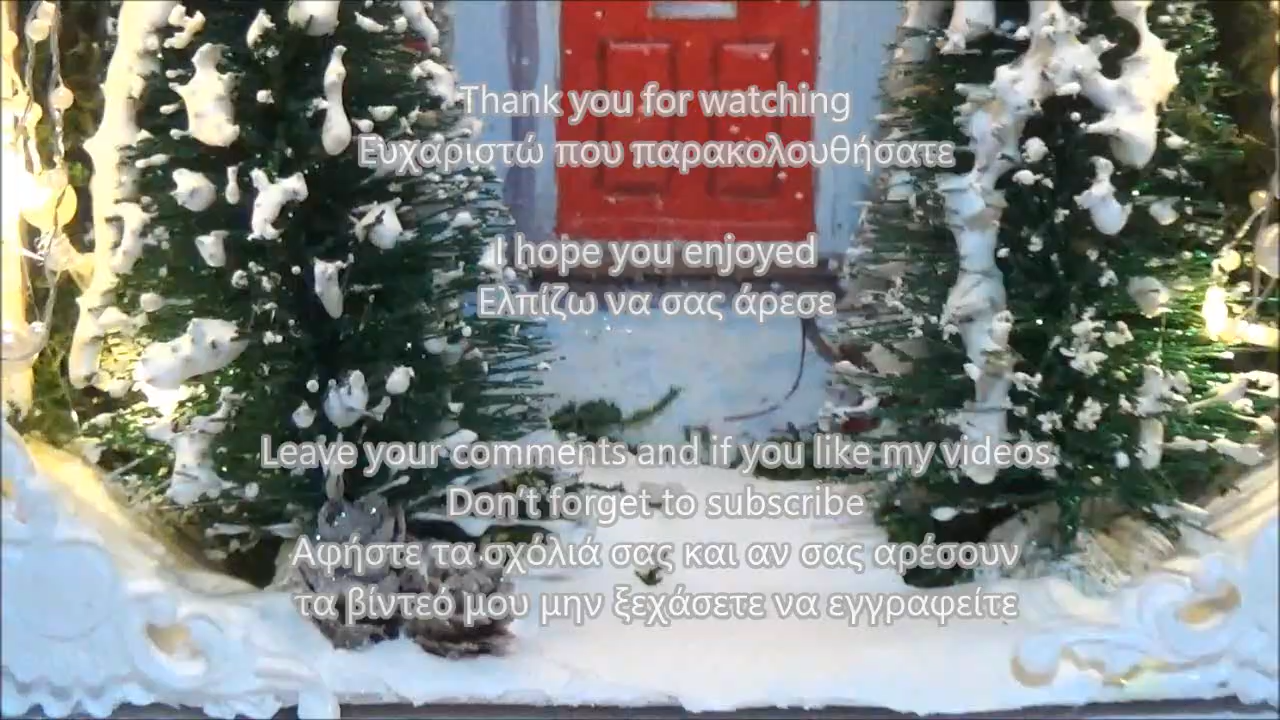 Thank you for watching
Ευχαριστώ που παρακολουθήσατε
I hope you enjoyed
Ελπίζω να σας άρεσε
Leave your comments and if you like my videos
Don't forget to subscribe
Αφήστε τα σχόλιά σας και αν σας αρέσουν
τα βίντεό μου μην ξεχάσετε να εγγραφείτε